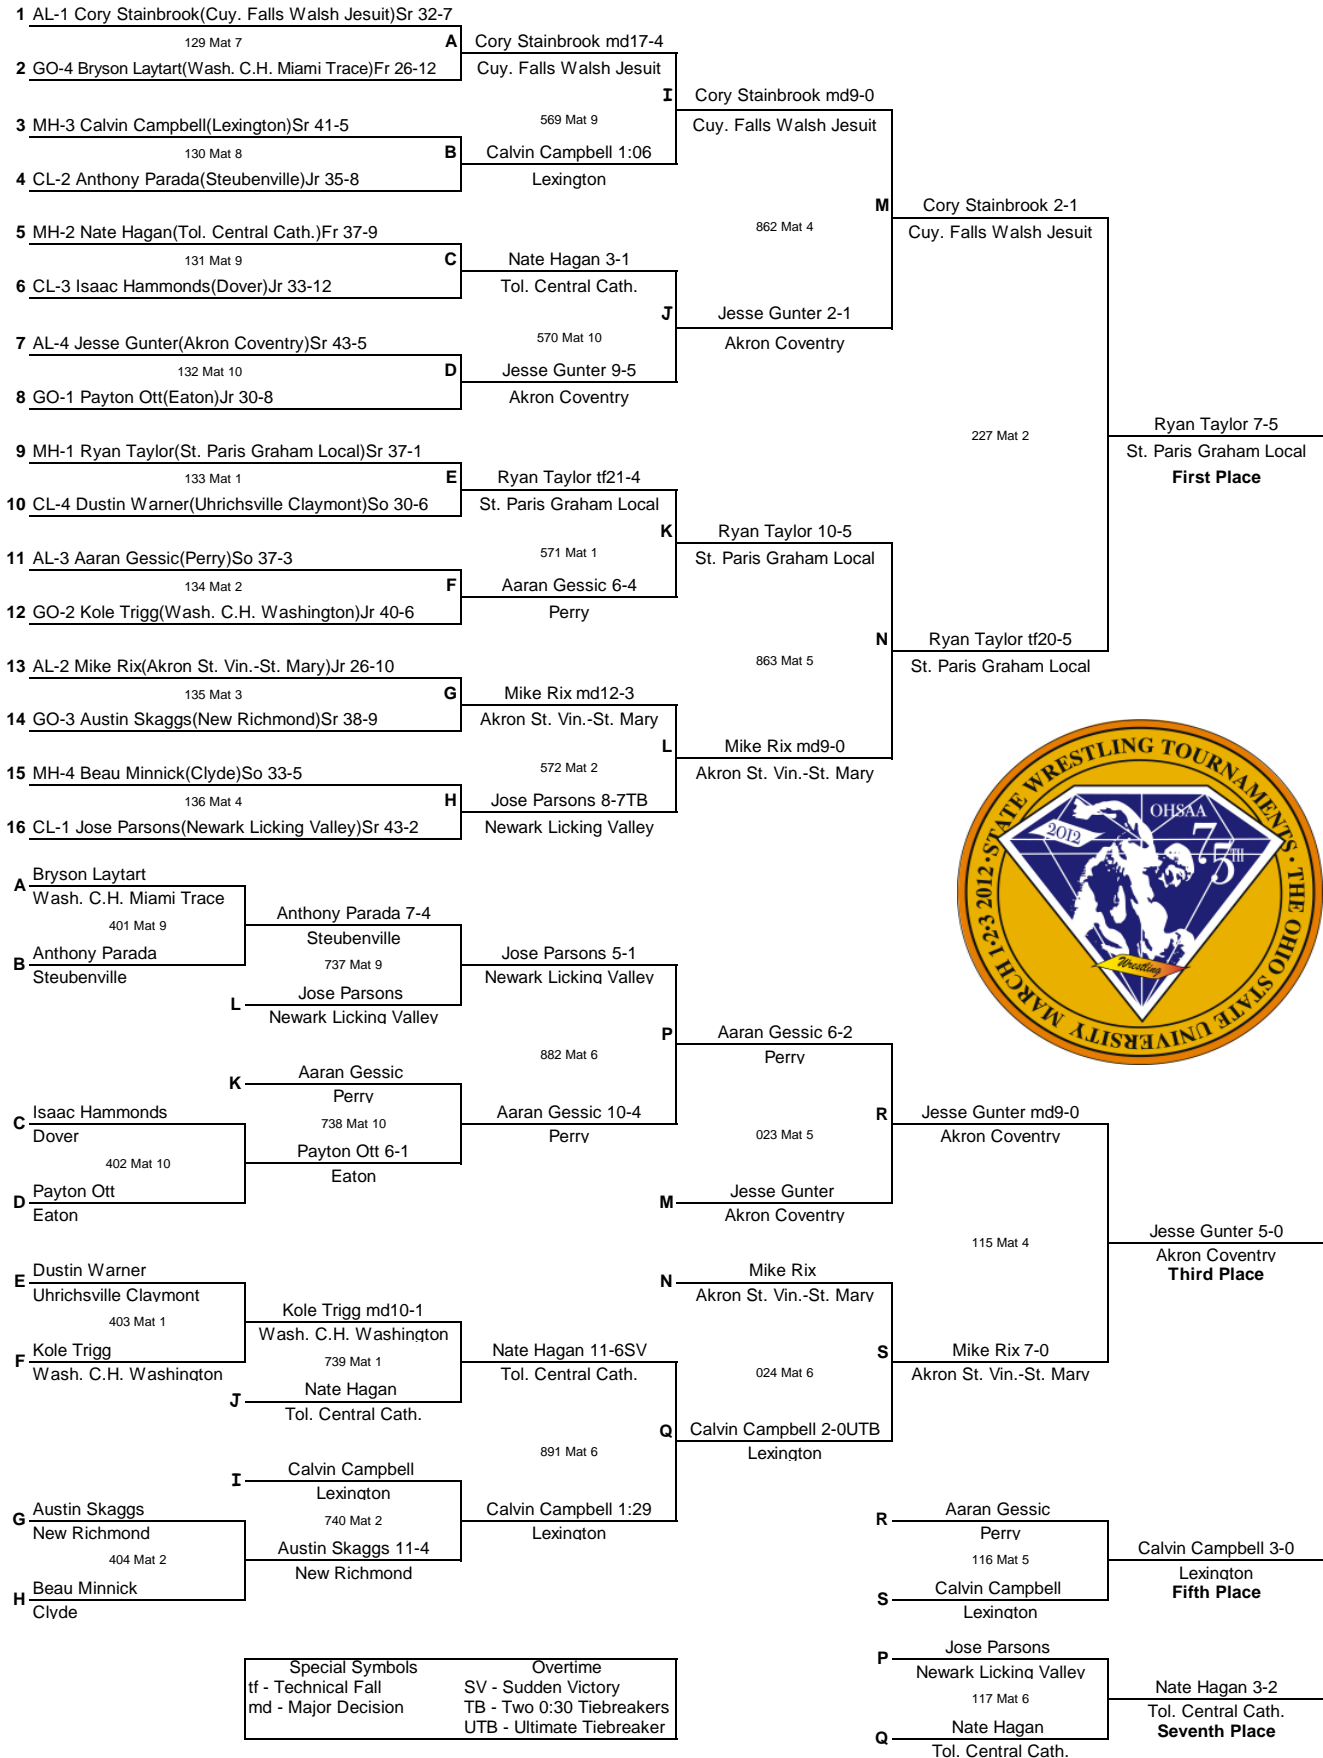 1 AL-1 Cory Stainbrook(Cuy. Falls Walsh Jesuit)Sr 32-7
129 Mat 7
2 GO-4 Bryson Laytart(Wash. C.H. Miami Trace)Fr 26-12
A
Cory Stainbrook md17-4
Cuy. Falls Walsh Jesuit
3 MH-3 Calvin Campbell(Lexington)Sr 41-5
130 Mat 8
4 CL-2 Anthony Parada(Steubenville)Jr 35-8
B
Calvin Campbell 1:06
Lexington
569 Mat 9
I
Cory Stainbrook md9-0
Cuy. Falls Walsh Jesuit
5 MH-2 Nate Hagan(Tol. Central Cath.)Fr 37-9
131 Mat 9
6 CL-3 Isaac Hammonds(Dover)Jr 33-12
C
Nate Hagan 3-1
Tol. Central Cath.
7 AL-4 Jesse Gunter(Akron Coventry)Sr 43-5
132 Mat 10
8 GO-1 Payton Ott(Eaton)Jr 30-8
D
Jesse Gunter 9-5
Akron Coventry
570 Mat 10
J
Jesse Gunter 2-1
Akron Coventry
862 Mat 4
M
Cory Stainbrook 2-1
Cuy. Falls Walsh Jesuit
9 MH-1 Ryan Taylor(St. Paris Graham Local)Sr 37-1
133 Mat 1
10 CL-4 Dustin Warner(Uhrichsville Claymont)So 30-6
E
Ryan Taylor tf21-4
St. Paris Graham Local
11 AL-3 Aaran Gessic(Perry)So 37-3
134 Mat 2
12 GO-2 Kole Trigg(Wash. C.H. Washington)Jr 40-6
F
Aaran Gessic 6-4
Perry
571 Mat 1
K
Ryan Taylor 10-5
St. Paris Graham Local
13 AL-2 Mike Rix(Akron St. Vin.-St. Mary)Jr 26-10
135 Mat 3
14 GO-3 Austin Skaggs(New Richmond)Sr 38-9
G
Mike Rix md12-3
Akron St. Vin.-St. Mary
15 MH-4 Beau Minnick(Clyde)So 33-5
136 Mat 4
16 CL-1 Jose Parsons(Newark Licking Valley)Sr 43-2
H
Jose Parsons 8-7TB
Newark Licking Valley
572 Mat 2
L
Mike Rix md9-0
Akron St. Vin.-St. Mary
863 Mat 5
N
Ryan Taylor tf20-5
St. Paris Graham Local
227 Mat 2
Ryan Taylor 7-5
St. Paris Graham Local
First Place
STATE WRESTLING TOURNAMENTS · THE OHIO STATE UNIVERSITY MARCH 1-2-3 2012 ·
OHSAA
2012
75TH
Wrestling
A Bryson Laytart
Wash. C.H. Miami Trace
401 Mat 9
B Anthony Parada
Steubenville
Anthony Parada 7-4
Steubenville
737 Mat 9
L Jose Parsons
Newark Licking Valley
Jose Parsons 5-1
Newark Licking Valley
K Aaran Gessic
Perry
738 Mat 10
C Isaac Hammonds
Dover
402 Mat 10
D Payton Ott
Eaton
Payton Ott 6-1
Eaton
Aaran Gessic 10-4
Perry
882 Mat 6
P
Aaran Gessic 6-2
Perry
023 Mat 5
M Jesse Gunter
Akron Coventry
R
Jesse Gunter md9-0
Akron Coventry
E Dustin Warner
Uhrichsville Claymont
403 Mat 1
F Kole Trigg
Wash. C.H. Washington
Kole Trigg md10-1
Wash. C.H. Washington
739 Mat 1
J Nate Hagan
Tol. Central Cath.
Nate Hagan 11-6SV
Tol. Central Cath.
I Calvin Campbell
Lexington
740 Mat 2
G Austin Skaggs
New Richmond
404 Mat 2
H Beau Minnick
Clyde
Austin Skaggs 11-4
New Richmond
Calvin Campbell 1:29
Lexington
891 Mat 6
Q
Calvin Campbell 2-0UTB
Lexington
024 Mat 6
N Mike Rix
Akron St. Vin.-St. Mary
S
Mike Rix 7-0
Akron St. Vin.-St. Mary
115 Mat 4
Jesse Gunter 5-0
Akron Coventry
Third Place
R Aaran Gessic
Perry
116 Mat 5
S Calvin Campbell
Lexington
Calvin Campbell 3-0
Lexington
Fifth Place
P Jose Parsons
Newark Licking Valley
117 Mat 6
Q Nate Hagan
Tol. Central Cath.
Nate Hagan 3-2
Tol. Central Cath.
Seventh Place
Special Symbols
tf - Technical Fall
md - Major Decision
Overtime
SV - Sudden Victory
TB - Two 0:30 Tiebreakers
UTB - Ultimate Tiebreaker